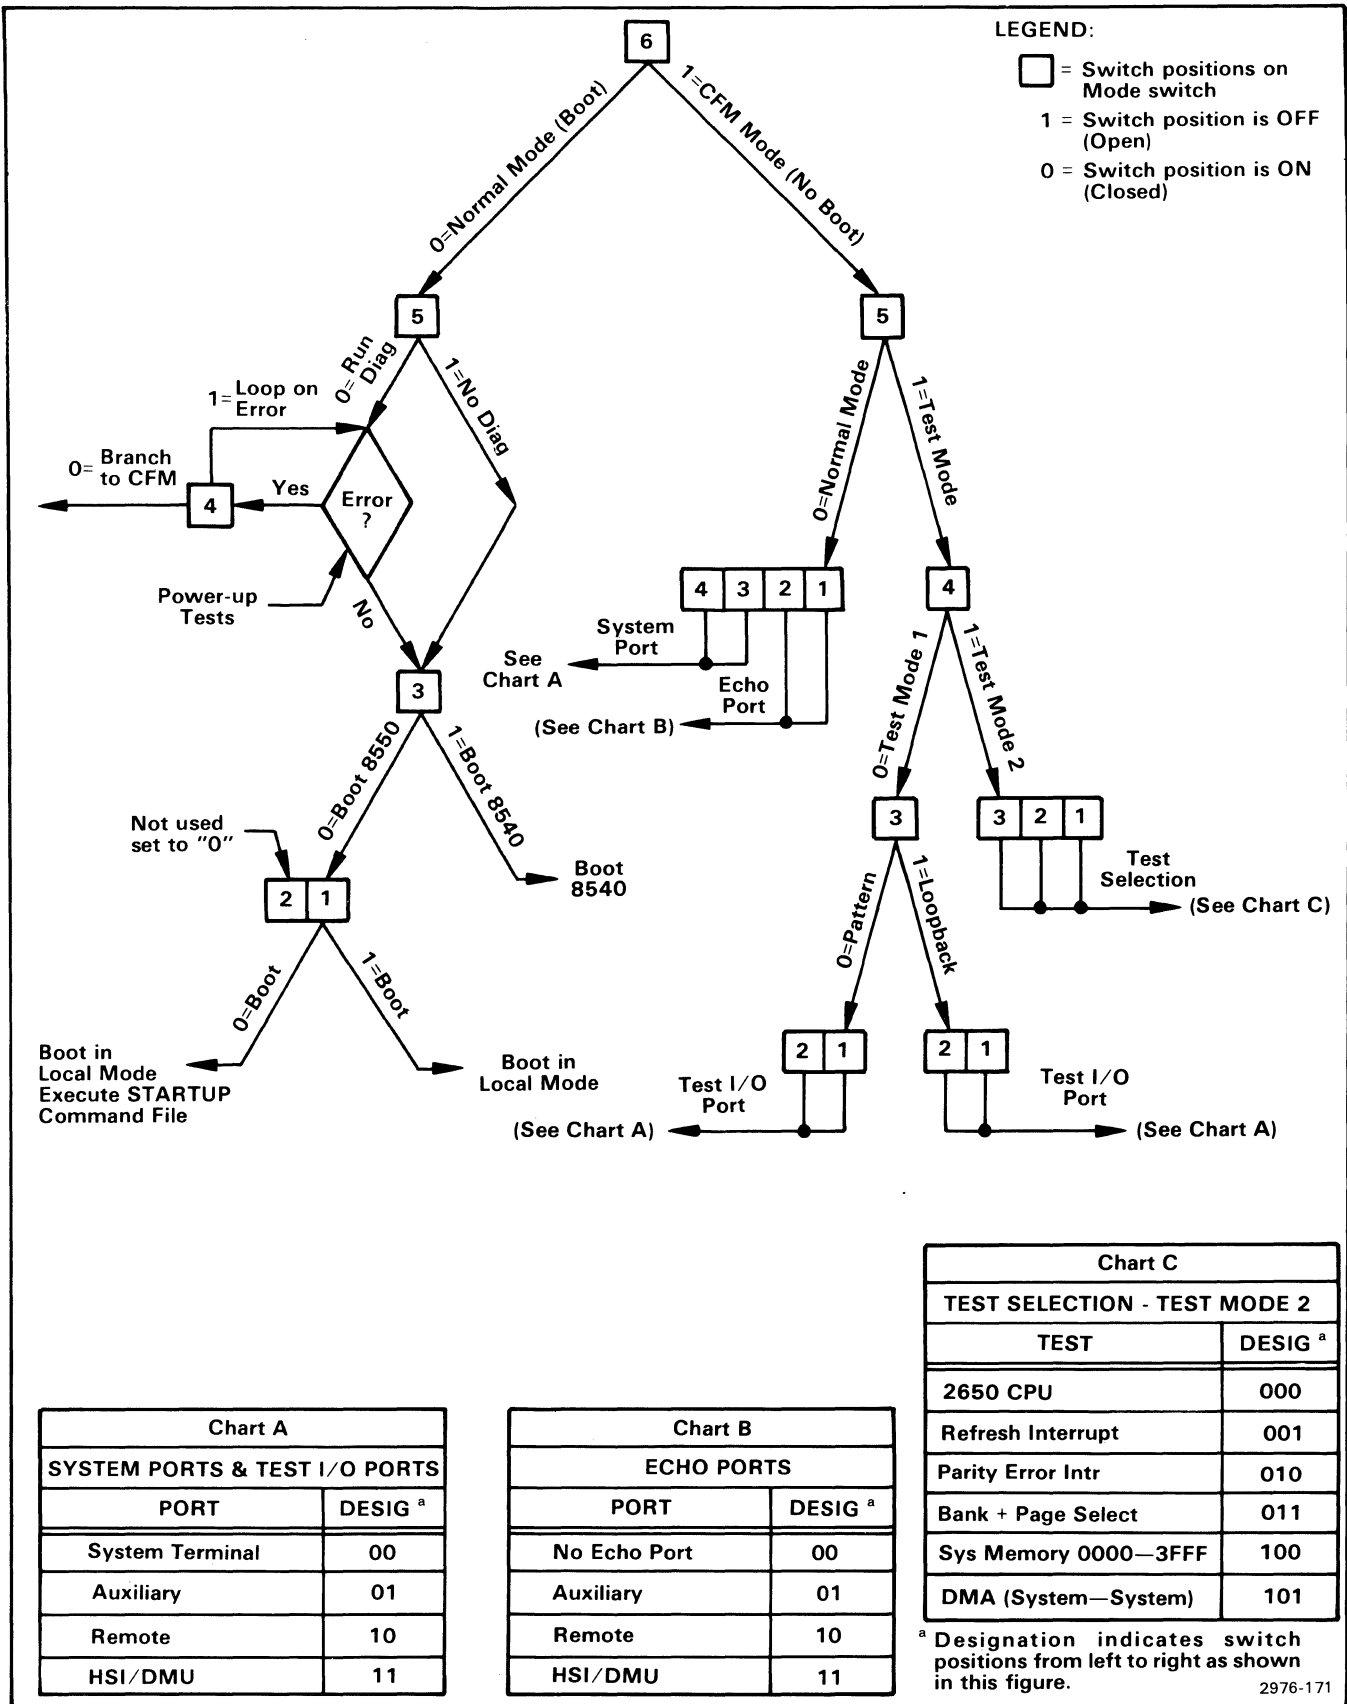 LEGEND:
= Switch positions on
Mode switch
1 = Switch position is OFF
(Open)
0 = Switch position is ON
(Closed)
6
0=Normal Mode (Boot)
1=CFM Mode (No Boot)
5
0= Run
Diag
1=No Diag
1= Loop on
Error
0= Branch
to CFM
4
Yes
Error
?
Power-up
Tests
No
3
0=Boot 8550
1=Boot 8540
Not used
set to "0"
2 1
Boot
8540
0=Boot
1=Boot
Boot in
Local Mode
Execute STARTUP
Command File
Boot in
Local Mode
5
0=Normal Mode
1=Test Mode
4 3 2 1
System
Port
See
Chart A
Echo
Port
(See Chart B)
4
0=Test Mode 1
1=Test Mode 2
3
3 2 1
Test
Selection
(See Chart C)
0=Pattern
1=Loopback
2 1
Test I/O
Port
(See Chart A)
2 1
Test I/O
Port
(See Chart A)
Chart A
SYSTEM PORTS & TEST I/O PORTS
PORT DESIG a
System Terminal 00
Auxiliary 01
Remote 10
HSI/DMU 11
Chart B
ECHO PORTS
PORT DESIG a
No Echo Port 00
Auxiliary 01
Remote 10
HSI/DMU 11
Chart C
TEST SELECTION - TEST MODE 2
TEST DESIG a
2650 CPU 000
Refresh Interrupt 001
Parity Error Intr 010
Bank + Page Select 011
Sys Memory 0000—3FFF 100
DMA (System—System) 101
a Designation indicates switch
positions from left to right as shown
in this figure.
2976-171